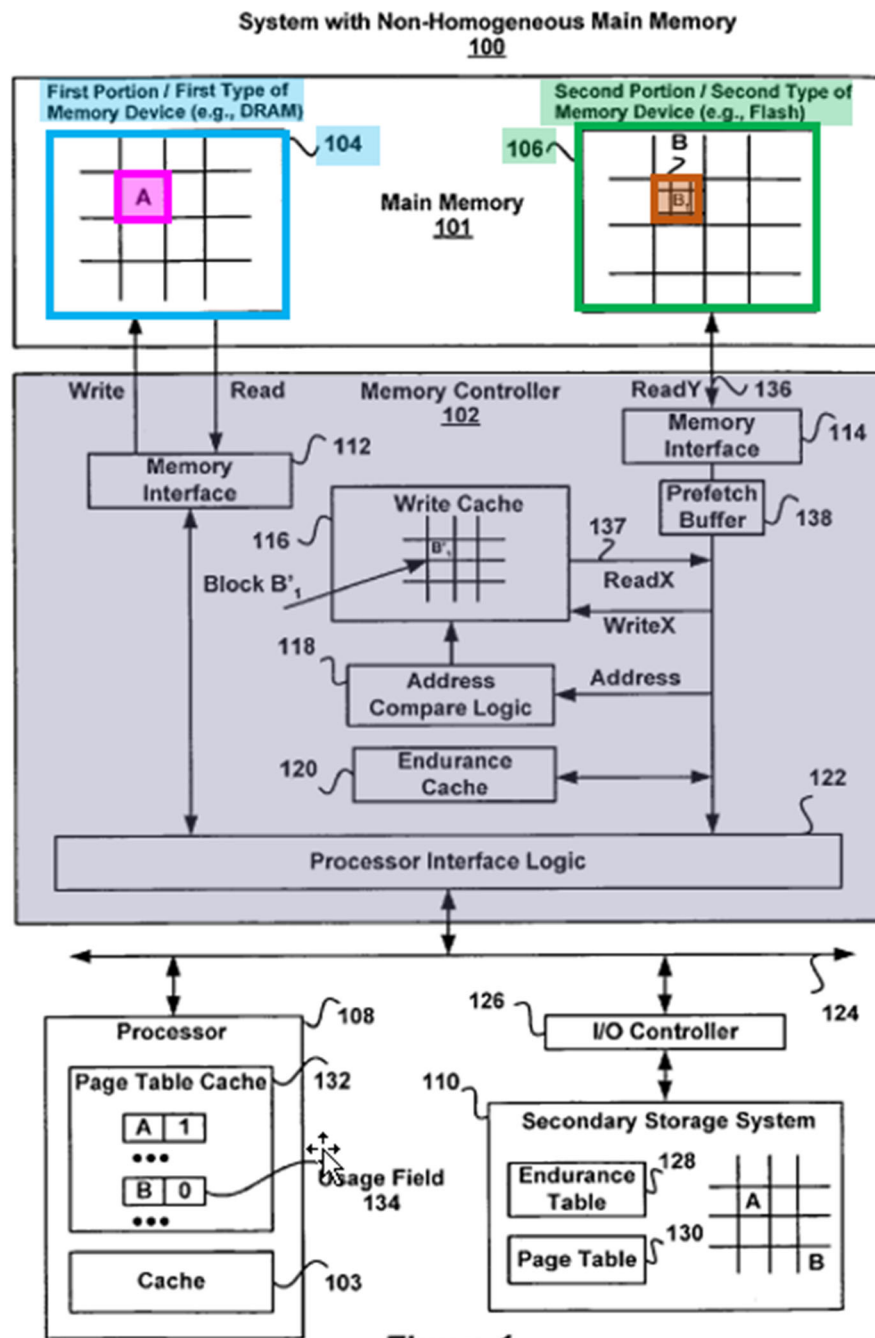 System with Non-Homogeneous Main Memory
100
First Portion / First Type of
Memory Device (e.g., DRAM)
104
A
Second Portion / Second Type of
Memory Device (e.g., Flash)
106
B
B₁
Main Memory
101
Write
Read
Memory Controller
102
ReadY
136
Memory
Interface
112
Memory
Interface
114
Prefetch
Buffer
138
Write Cache
116
B'₁
137
ReadX
Block B'₁
WriteX
118
Address
Compare Logic
Address
120
Endurance
Cache
122
Processor Interface Logic
124
Processor
108
Page Table Cache
132
A 1
•••
B 0
•••
Usage Field
134
Cache
103
126
I/O Controller
110
Secondary Storage System
Endurance
Table
128
Page Table
130
A
B